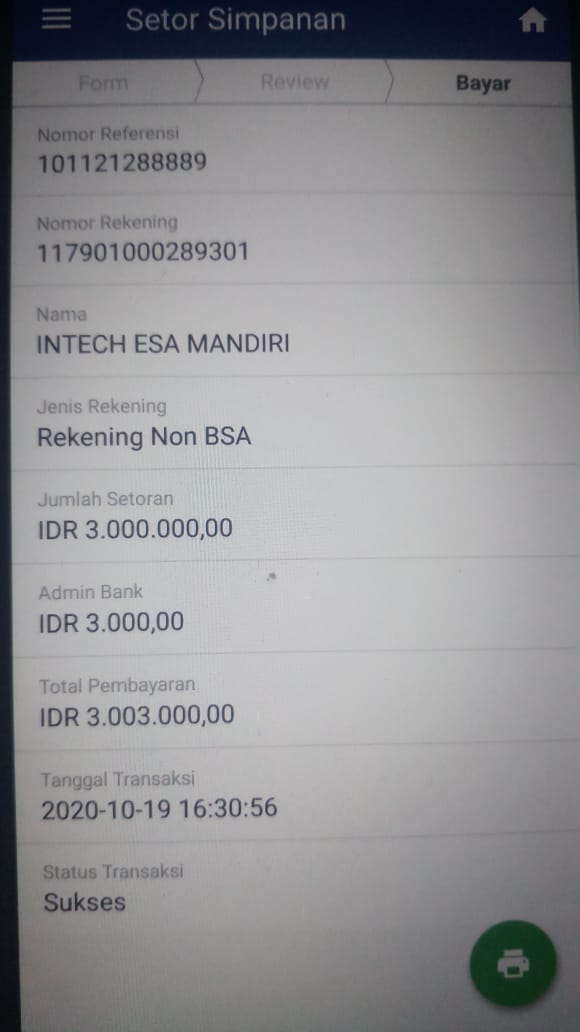 Setor Simpanan
Form
Review
Bayar
Nomor Referensi
101121288889
Nomor Rekening
117901000289301
Nama
INTECH ESA MANDIRI
Jenis Rekening
Rekening Non BSA
Jumlah Setoran
IDR 3.000.000,00
Admin Bank
IDR 3.000,00
Total Pembayaran
IDR 3.003.000,00
Tanggal Transaksi
2020-10-19 16:30:56
Status Transaksi
Sukses